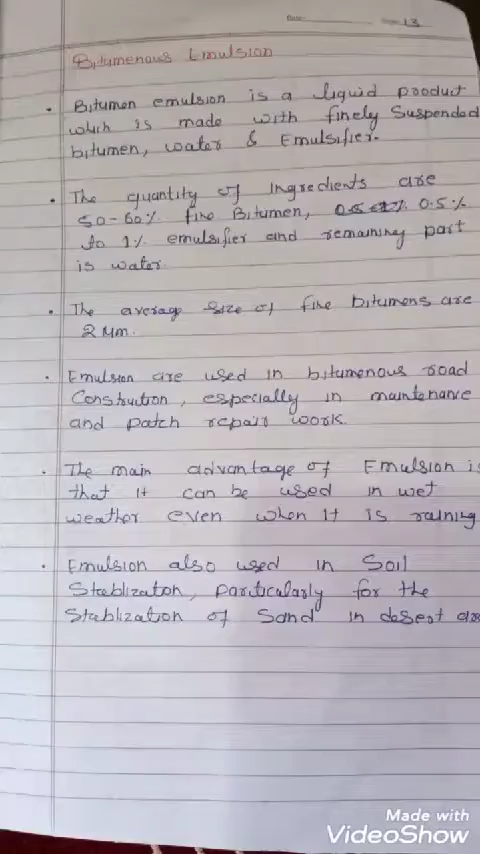 Date: Page: 13
Bitumenous Emulsion
• Bitumen emulsion is a liquid product
which is made with finely Suspended
bitumen, water & Emulsifier.
• The quantity of ingredients are
50-60% fine Bitumen, 0.5%
to 1% emulsifier and remaining part
is water.
• The average size of fine bitumens are
2 μm.
• Emulsion are used in bitumenous road
Construction, especially in maintenance
and patch repair work.
• The main advantage of Emulsion is
that it can be used in wet
weather even when it is raining
• Emulsion also used in Soil
Stablization, particularly for the
Stablization of Sand in desert
Made with
VideoShow